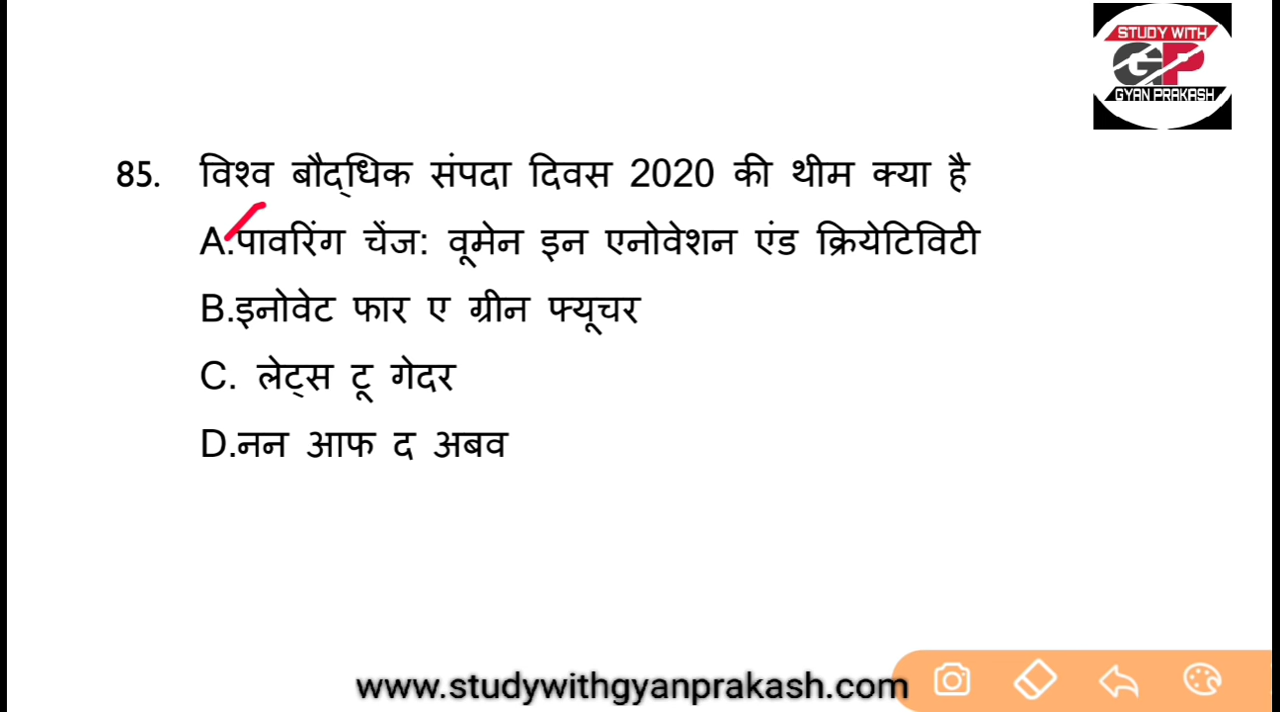 STUDY WITH
GP
GYAN PRAKASH
85. विश्व बौद्धिक संपदा दिवस 2020 की थीम क्या है
A.पावरिंग चेंज: वूमेन इन एनोवेशन एंड क्रियेटिविटी
B.इनोवेट फार ए ग्रीन फ्यूचर
C. लेट्स टू गेदर
D.नन आफ द अबव
www.studywithgyanprakash.com